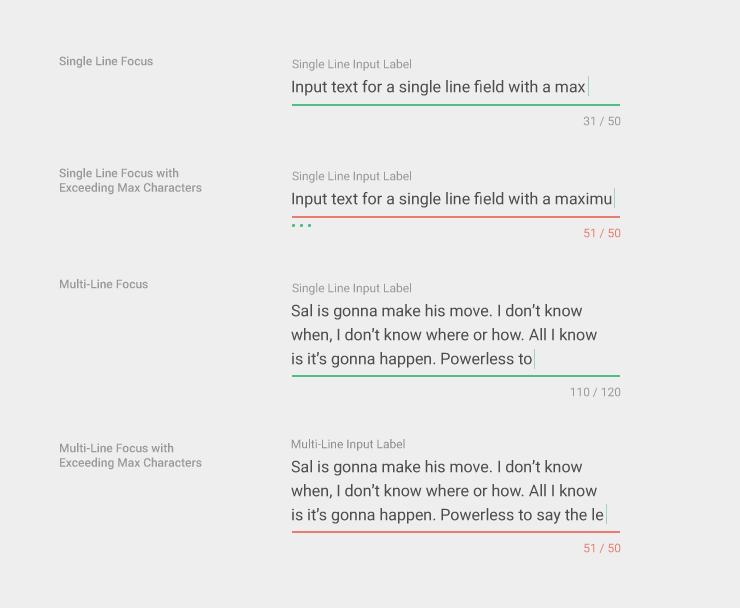 Single Line Focus
Single Line Input Label
Input text for a single line field with a max
31 / 50
Single Line Focus with
Exceeding Max Characters
Single Line Input Label
Input text for a single line field with a maximu
51 / 50
Multi-Line Focus
Single Line Input Label
Sal is gonna make his move. I don’t know
when, I don’t know where or how. All I know
is it’s gonna happen. Powerless to
110 / 120
Multi-Line Focus with
Exceeding Max Characters
Multi-Line Input Label
Sal is gonna make his move. I don’t know
when, I don’t know where or how. All I know
is it’s gonna happen. Powerless to say the le
51 / 50